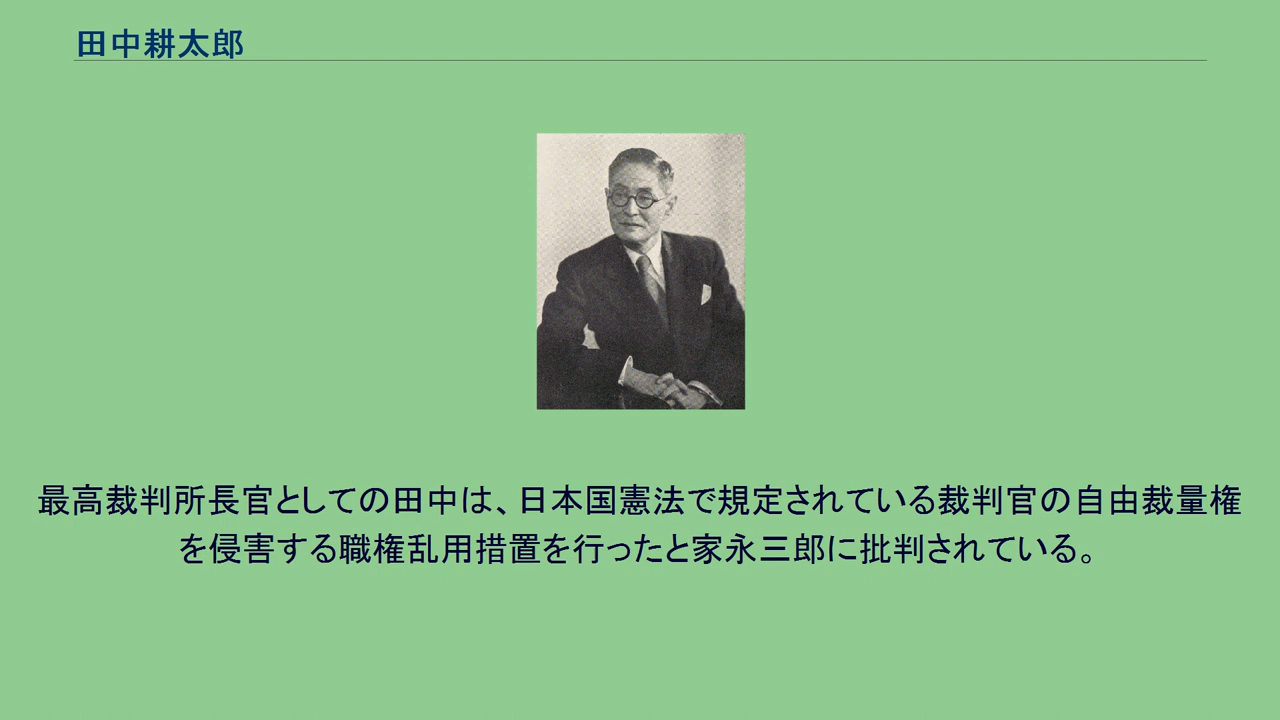 田中耕太郎
最高裁判所長官としての田中は、日本国憲法で規定されている裁判官の自由裁量権
を侵害する職権乱用措置を行ったと家永三郎に批判されている。